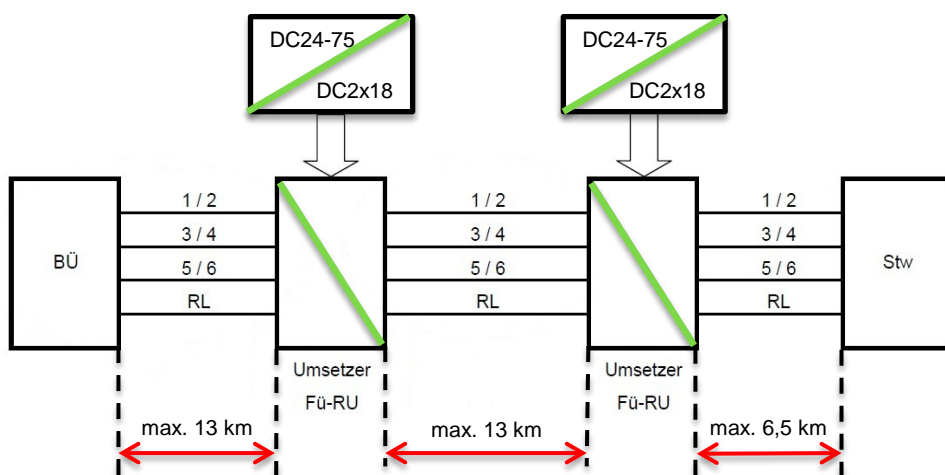 DC24-75
DC2x18
DC24-75
DC2x18
BÜ
1 / 2
3 / 4
5 / 6
RL
Umsetzer
Fü-RU
1 / 2
3 / 4
5 / 6
RL
Umsetzer
Fü-RU
1 / 2
3 / 4
5 / 6
RL
Stw
max. 13 km
max. 13 km
max. 6,5 km